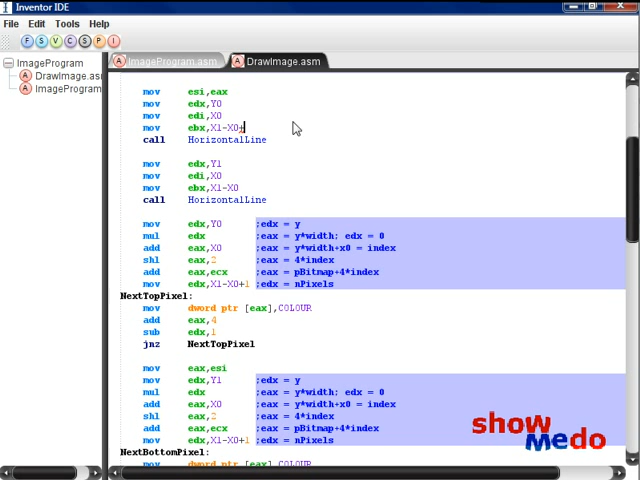 Inventor IDE
File Edit Tools Help
F S V C S P I
ImageProgram
DrawImage.asm
ImageProgram
ImageProgram.asm DrawImage.asm
mov esi,eax
mov edx,Y0
mov edi,X0
mov ebx,X1-X0+
call HorizontalLine
mov edx,Y1
mov edi,X0
mov ebx,X1-X0
call HorizontalLine
mov edx,Y0 ;edx = y
mul edx ;eax = y*width; edx = 0
add eax,X0 ;eax = y*width+x0 = index
shl eax,2 ;eax = 4*index
add eax,ecx ;eax = pBitmap+4*index
mov edx,X1-X0+1 ;edx = nPixels
NextTopPixel:
mov dword ptr [eax],COLOUR
add eax,4
sub edx,1
jnz NextTopPixel
mov eax,esi
mov edx,Y1 ;edx = y
mul edx ;eax = y*width; edx = 0
add eax,X0 ;eax = y*width+x0 = index
shl eax,2 ;eax = 4*index
add eax,ecx ;eax = pBitmap+4*index
mov edx,X1-X0+1 ;edx = nPixels
NextBottomPixel:
mov dword ptr [eax],COLOUR
show
medo